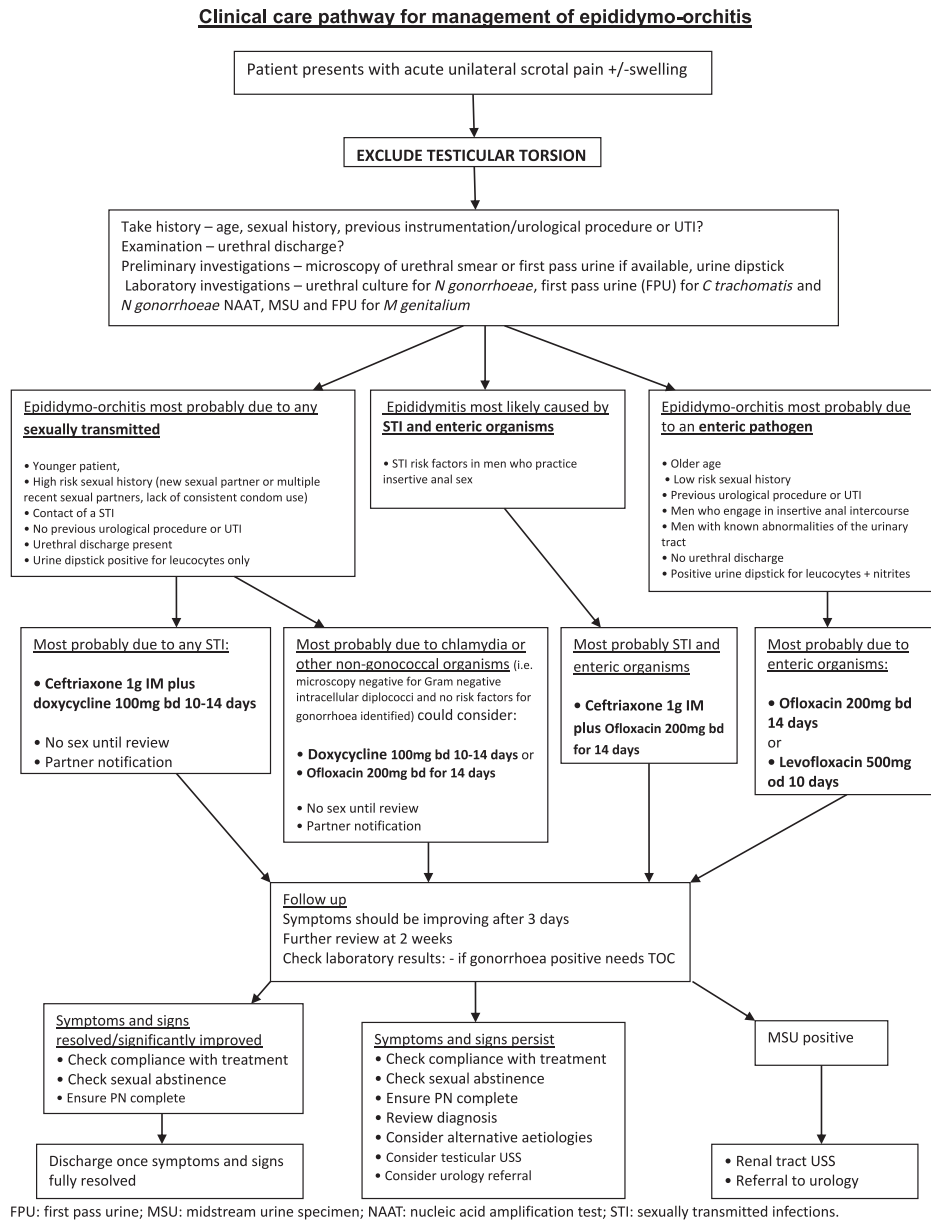 Clinical care pathway for management of epididymo-orchitis
Patient presents with acute unilateral scrotal pain +/-swelling
EXCLUDE TESTICULAR TORSION
Take history – age, sexual history, previous instrumentation/urological procedure or UTI?
Examination – urethral discharge?
Preliminary investigations – microscopy of urethral smear or first pass urine if available, urine dipstick
Laboratory investigations – urethral culture for N gonorrhoeae, first pass urine (FPU) for C trachomatis and
N gonorrhoeae NAAT, MSU and FPU for M genitalium
Epididymo-orchitis most probably due to any
sexually transmitted
• Younger patient,
• High risk sexual history (new sexual partner or multiple
recent sexual partners, lack of consistent condom use)
• Contact of a STI
• No previous urological procedure or UTI
• Urethral discharge present
• Urine dipstick positive for leucocytes only
Epididymitis most likely caused by
STI and enteric organisms
• STI risk factors in men who practice
insertive anal sex
Epididymo-orchitis most probably due
to an enteric pathogen
• Older age
• Low risk sexual history
• Previous urological procedure or UTI
• Men who engage in insertive anal intercourse
• Men with known abnormalities of the urinary
tract
• No urethral discharge
• Positive urine dipstick for leucocytes + nitrites
Most probably due to any STI:
• Ceftriaxone 1g IM plus
doxycycline 100mg bd 10-14 days
• No sex until review
• Partner notification
Most probably due to chlamydia or
other non-gonococcal organisms (i.e.
microscopy negative for Gram negative
intracellular diplococci and no risk factors for
gonorrhoea identified) could consider:
• Doxycycline 100mg bd 10-14 days or
• Ofloxacin 200mg bd for 14 days
• No sex until review
• Partner notification
Most probably STI and
enteric organisms
• Ceftriaxone 1g IM
plus Ofloxacin 200mg bd
for 14 days
Most probably due to
enteric organisms:
• Ofloxacin 200mg bd
14 days
or
• Levofloxacin 500mg
od 10 days
Follow up
Symptoms should be improving after 3 days
Further review at 2 weeks
Check laboratory results: - if gonorrhoea positive needs TOC
Symptoms and signs
resolved/significantly improved
• Check compliance with treatment
• Check sexual abstinence
• Ensure PN complete
Symptoms and signs persist
• Check compliance with treatment
• Check sexual abstinence
• Ensure PN complete
• Review diagnosis
• Consider alternative aetiologies
• Consider testicular USS
• Consider urology referral
MSU positive
Discharge once symptoms and signs
fully resolved
• Renal tract USS
• Referral to urology
FPU: first pass urine; MSU: midstream urine specimen; NAAT: nucleic acid amplification test; STI: sexually transmitted infections.